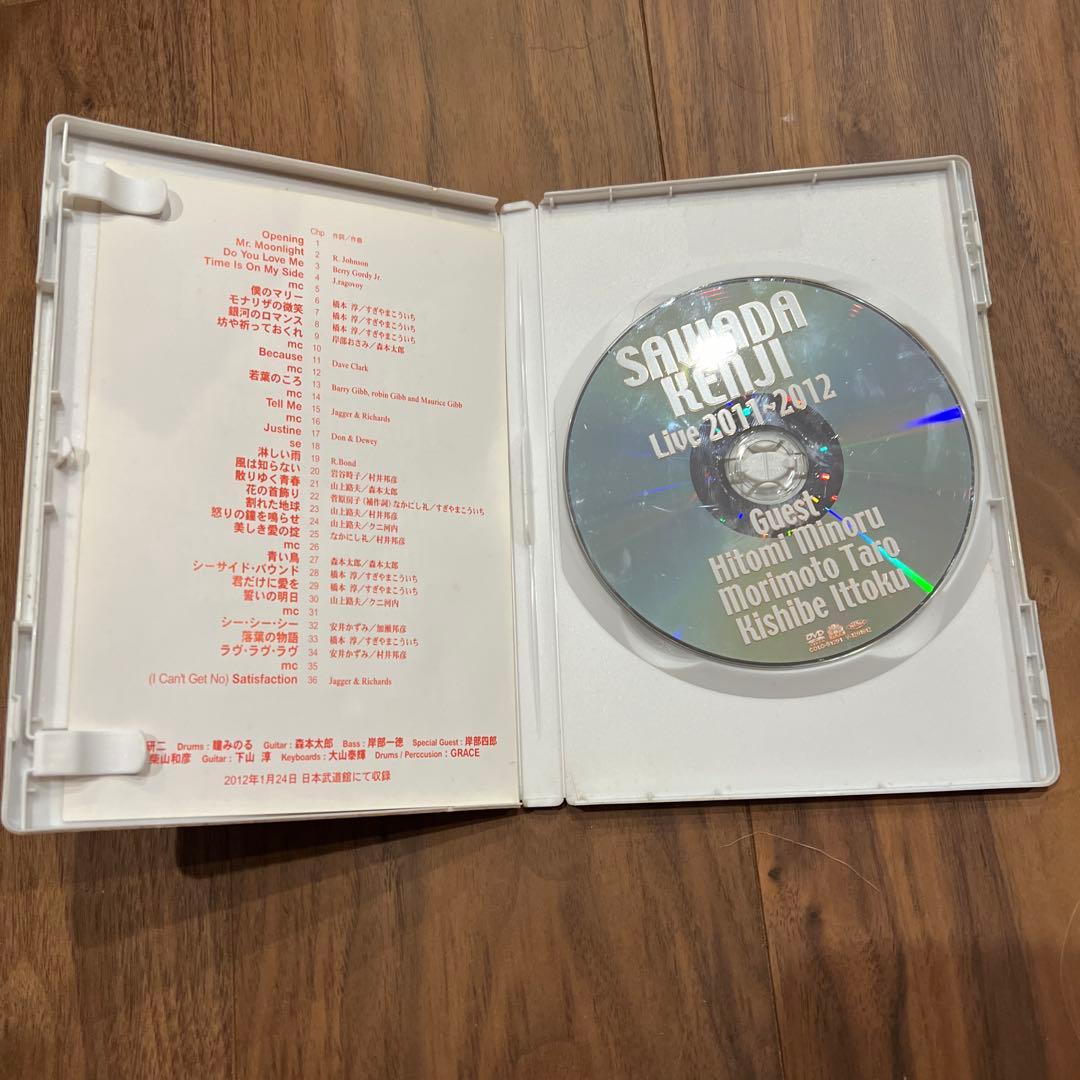 Chp 作詞／作曲
Opening 1
Mr. Moonlight 2 R. Johnson
Do You Love Me 3 Berry Gordy Jr.
Time Is On My Side 4 J.ragovoy
mc 5
僕のマリー 6 橋本 淳／すぎやまこういち
モナリザの微笑 7 橋本 淳／すぎやまこういち
銀河のロマンス 8 橋本 淳／すぎやまこういち
坊や祈っておくれ 9 岸部おさみ／森本太郎
mc 10
Because 11 Dave Clark
mc 12
若葉のころ 13 Barry Gibb, robin Gibb and Maurice Gibb
mc 14
Tell Me 15 Jagger & Richards
mc 16
Justine 17 Don & Dewey
se 18
淋しい雨 19 R.Bond
風は知らない 20 岩谷時子／村井邦彦
散りゆく青春 21 山上路夫／森本太郎
花の首飾り 22 菅原房子（補作詞）なかにし礼／すぎやまこういち
割れた地球 23 山上路夫／村井邦彦
怒りの鐘を鳴らせ 24 山上路夫／クニ河内
美しき愛の掟 25 なかにし礼／村井邦彦
mc 26
青い鳥 27 森本太郎／森本太郎
シーサイド・バウンド 28 橋本 淳／すぎやまこういち
君だけに愛を 29 橋本 淳／すぎやまこういち
誓いの明日 30 山上路夫／クニ河内
mc 31
シー・シー・シー 32 安井かずみ／加瀬邦彦
落葉の物語 33 橋本 淳／すぎやまこういち
ラヴ・ラヴ・ラヴ 34 安井かずみ／村井邦彦
mc 35
(I Can't Get No) Satisfaction 36 Jagger & Richards
研二 Drums：瞳みのる Guitar：森本太郎 Bass：岸部一徳 Special Guest：岸部四郎
柴山和彦 Guitar：下山 淳 Keyboards：大山泰輝 Drums / Perccusion：GRACE
2012年1月24日 日本武道館にて収録
SAWADA
KENJI
Live 2011~2012
Guest
Hitomi Minoru
Morimoto Taro
Kishibe Ittoku
DVD